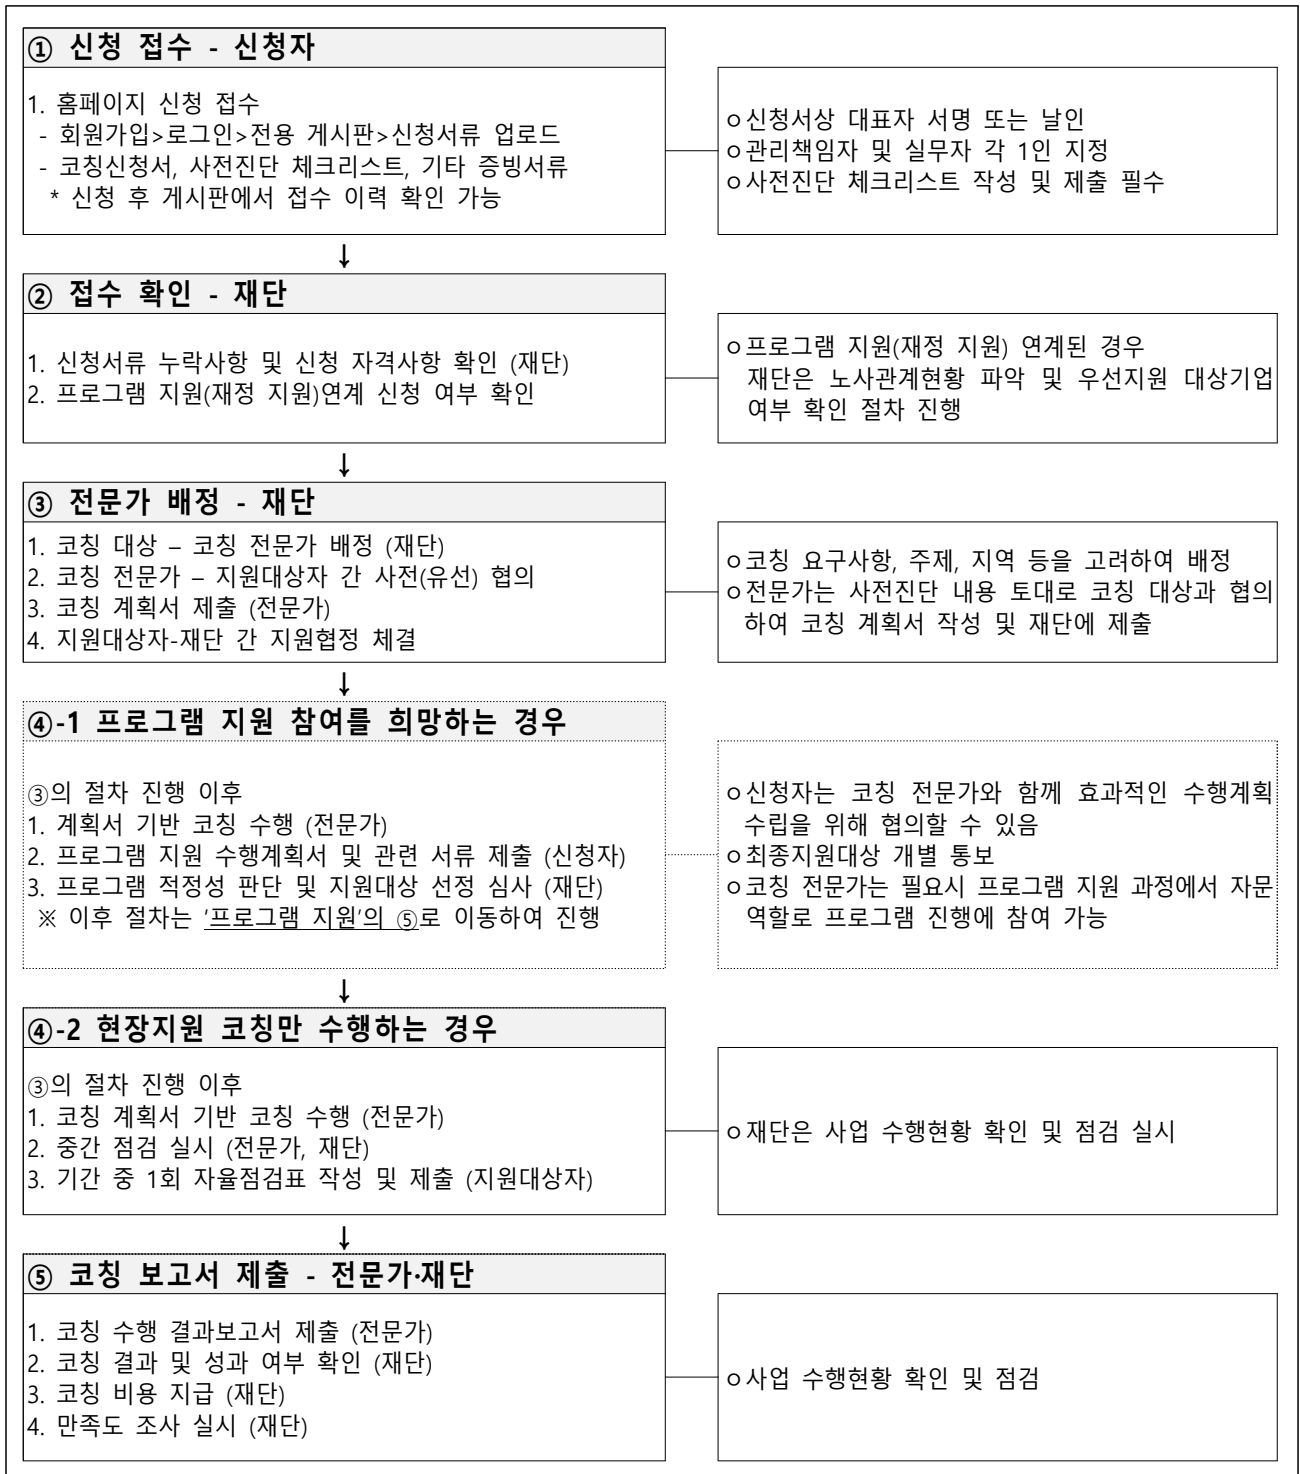 ① 신청 접수 - 신청자
1. 홈페이지 신청 접수
- 회원가입>로그인>전용 게시판>신청서류 업로드
- 코칭신청서, 사전진단 체크리스트, 기타 증빙서류
* 신청 후 게시판에서 접수 이력 확인 가능
ㅇ신청서상 대표자 서명 또는 날인
ㅇ관리책임자 및 실무자 각 1인 지정
ㅇ사전진단 체크리스트 작성 및 제출 필수
↓
② 접수 확인 - 재단
1. 신청서류 누락사항 및 신청 자격사항 확인 (재단)
2. 프로그램 지원(재정 지원)연계 신청 여부 확인
ㅇ프로그램 지원(재정 지원) 연계된 경우
재단은 노사관계현황 파악 및 우선지원 대상기업
여부 확인 절차 진행
↓
③ 전문가 배정 - 재단
1. 코칭 대상 – 코칭 전문가 배정 (재단)
2. 코칭 전문가 – 지원대상자 간 사전(유선) 협의
3. 코칭 계획서 제출 (전문가)
4. 지원대상자-재단 간 지원협정 체결
ㅇ코칭 요구사항, 주제, 지역 등을 고려하여 배정
ㅇ전문가는 사전진단 내용 토대로 코칭 대상과 협의
하여 코칭 계획서 작성 및 재단에 제출
↓
④-1 프로그램 지원 참여를 희망하는 경우
③의 절차 진행 이후
1. 계획서 기반 코칭 수행 (전문가)
2. 프로그램 지원 수행계획서 및 관련 서류 제출 (신청자)
3. 프로그램 적정성 판단 및 지원대상 선정 심사 (재단)
※ 이후 절차는 '프로그램 지원'의 ⑤로 이동하여 진행
ㅇ신청자는 코칭 전문가와 함께 효과적인 수행계획
수립을 위해 협의할 수 있음
ㅇ최종지원대상 개별 통보
ㅇ코칭 전문가는 필요시 프로그램 지원 과정에서 자문
역할로 프로그램 진행에 참여 가능
↓
④-2 현장지원 코칭만 수행하는 경우
③의 절차 진행 이후
1. 코칭 계획서 기반 코칭 수행 (전문가)
2. 중간 점검 실시 (전문가, 재단)
3. 기간 중 1회 자율점검표 작성 및 제출 (지원대상자)
ㅇ재단은 사업 수행현황 확인 및 점검 실시
↓
⑤ 코칭 보고서 제출 - 전문가·재단
1. 코칭 수행 결과보고서 제출 (전문가)
2. 코칭 결과 및 성과 여부 확인 (재단)
3. 코칭 비용 지급 (재단)
4. 만족도 조사 실시 (재단)
ㅇ사업 수행현황 확인 및 점검